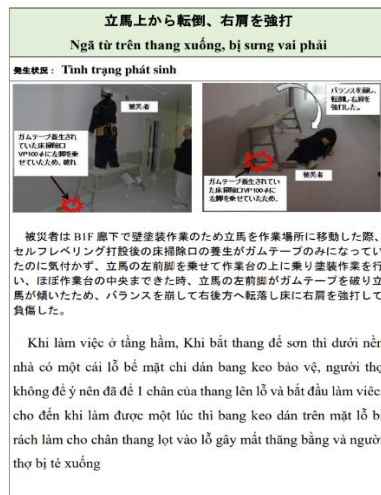 立馬上から転倒、右肩を強打
Ngã từ trên thang xuống, bị sưng vai phải
発生状況： Tình trạng phát sinh
被災者
ガムテープ養生され
ていた床掃除口
VP100φに左脚を乗
せていたため、破れ
バランスを崩し、
転倒し右肩を
強打した。
ガムテープ養生されてい
た床掃除口VP100φに
左脚を乗せていたため、
被災者
被災者は B1F 廊下で壁塗装作業のため立馬を作業場所に移動した際、
セルフレベリング打設後の床掃除口の養生がガムテープのみになってい
たのに気付かず、立馬の左前脚を乗せて作業台の上に乗り塗装作業を行
い、ほぼ作業台の中央まできた時、立馬の左前脚がガムテープを破り立
馬が傾いたため、バランスを崩して右後方へ転落し床に右肩を強打して
負傷した。
Khi làm việc ở tầng hầm, Khi bắt thang để sơn thì dưới nền
nhà có một cái lỗ bề mặt chỉ dán bang keo bảo vệ, người thợ
không để ý nên đã để 1 chân của thang lên lỗ và bắt đầu làm viêc
cho đến khi làm được một lúc thì bang keo dán trên mặt lỗ bị
rách làm cho chân thang lọt vào lỗ gây mất thăng bằng và người
thợ bị té xuống